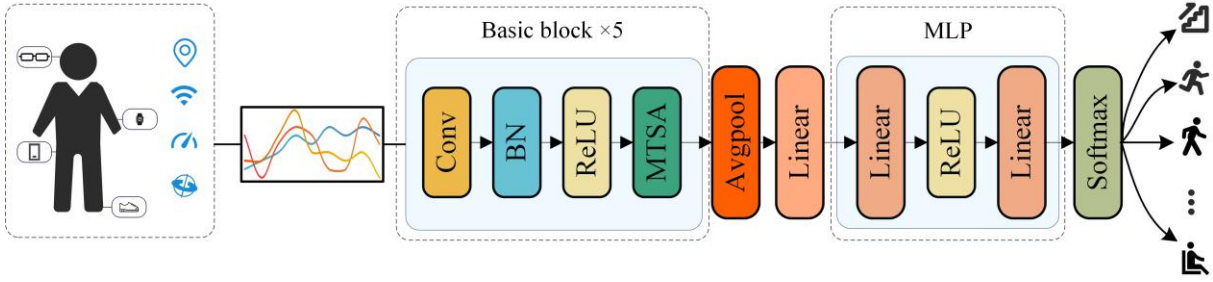 Basic block ×5
Conv
BN
ReLU
MTSA
Avgpool
Linear
MLP
Linear
ReLU
Linear
Softmax